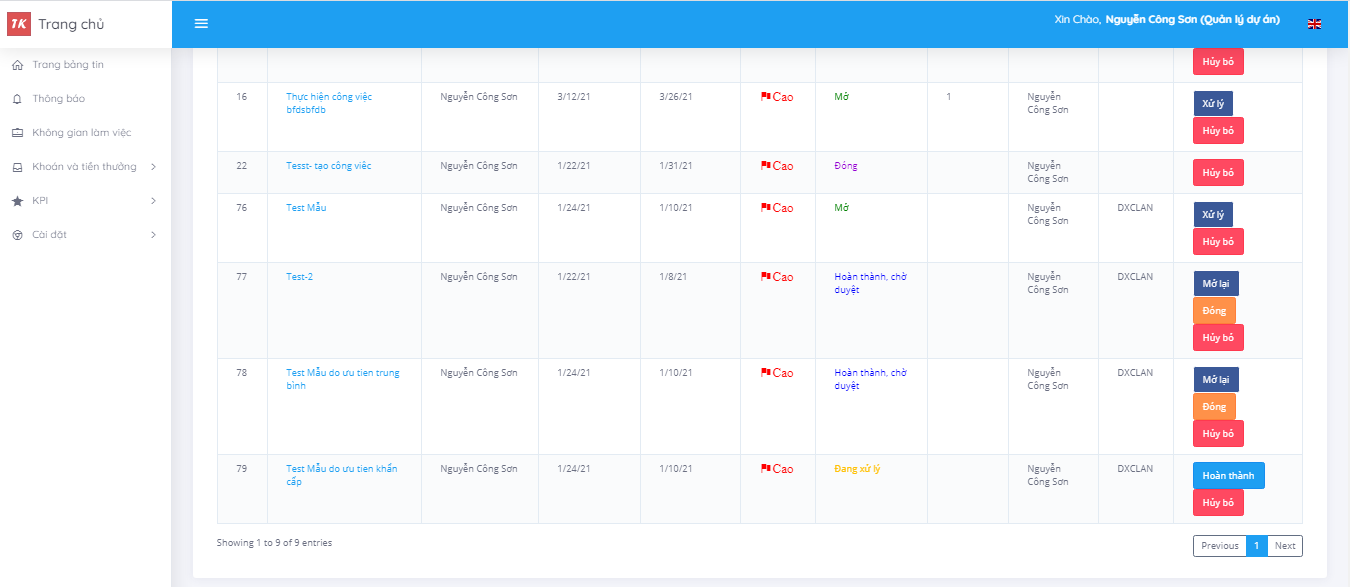 1K Trang chủ
Xin Chào, Nguyễn Công Sơn (Quản lý dự án)
Trang bảng tin
Thông báo
Không gian làm việc
Khoán và tiền thưởng
KPI
Cài đặt
Hủy bỏ
16 Thực hiện công việc Nguyễn Công Sơn 3/12/21 3/26/21 Cao Mở 1 Nguyễn Xử lý
bfdsbfdb Công Sơn
Hủy bỏ
22 Tesst- tạo công việc Nguyễn Công Sơn 1/22/21 1/31/21 Cao Đóng Nguyễn Hủy bỏ
Công Sơn
76 Test Mẫu Nguyễn Công Sơn 1/24/21 1/10/21 Cao Mở Nguyễn DXCLAN Xử lý
Công Sơn
Hủy bỏ
77 Test-2 Nguyễn Công Sơn 1/22/21 1/8/21 Cao Hoàn thành, chờ Nguyễn DXCLAN Mở lại
duyệt Công Sơn
Đóng
Hủy bỏ
78 Test Mẫu do ưu tien trung Nguyễn Công Sơn 1/24/21 1/10/21 Cao Hoàn thành, chờ Nguyễn DXCLAN Mở lại
bình duyệt Công Sơn
Đóng
Hủy bỏ
79 Test Mẫu do ưu tien khẩn Nguyễn Công Sơn 1/24/21 1/10/21 Cao Đang xử lý Nguyễn DXCLAN Hoàn thành
cấp Công Sơn
Hủy bỏ
Showing 1 to 9 of 9 entries Previous 1 Next